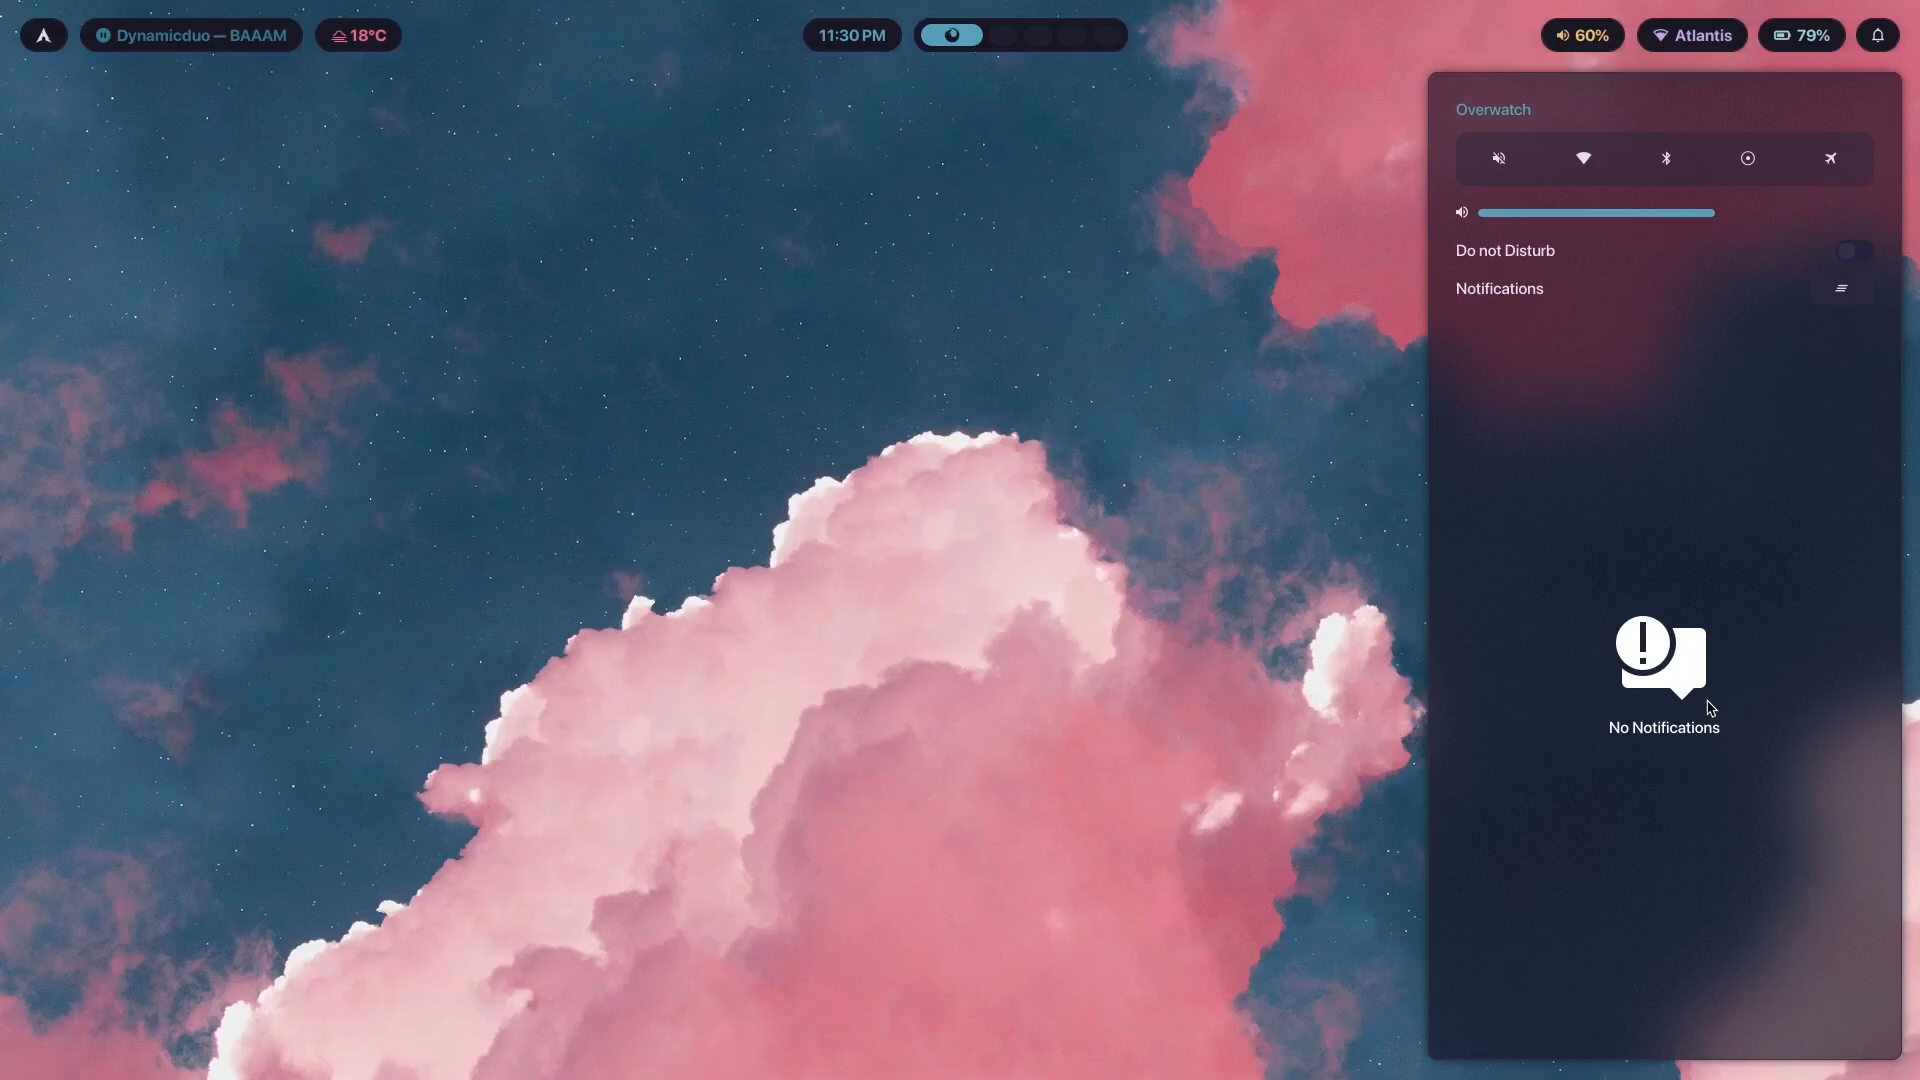 Dynamicduo — BAAAM
18°C
11:30 PM
60%
Atlantis
79%
Overwatch
Do not Disturb
Notifications
No Notifications